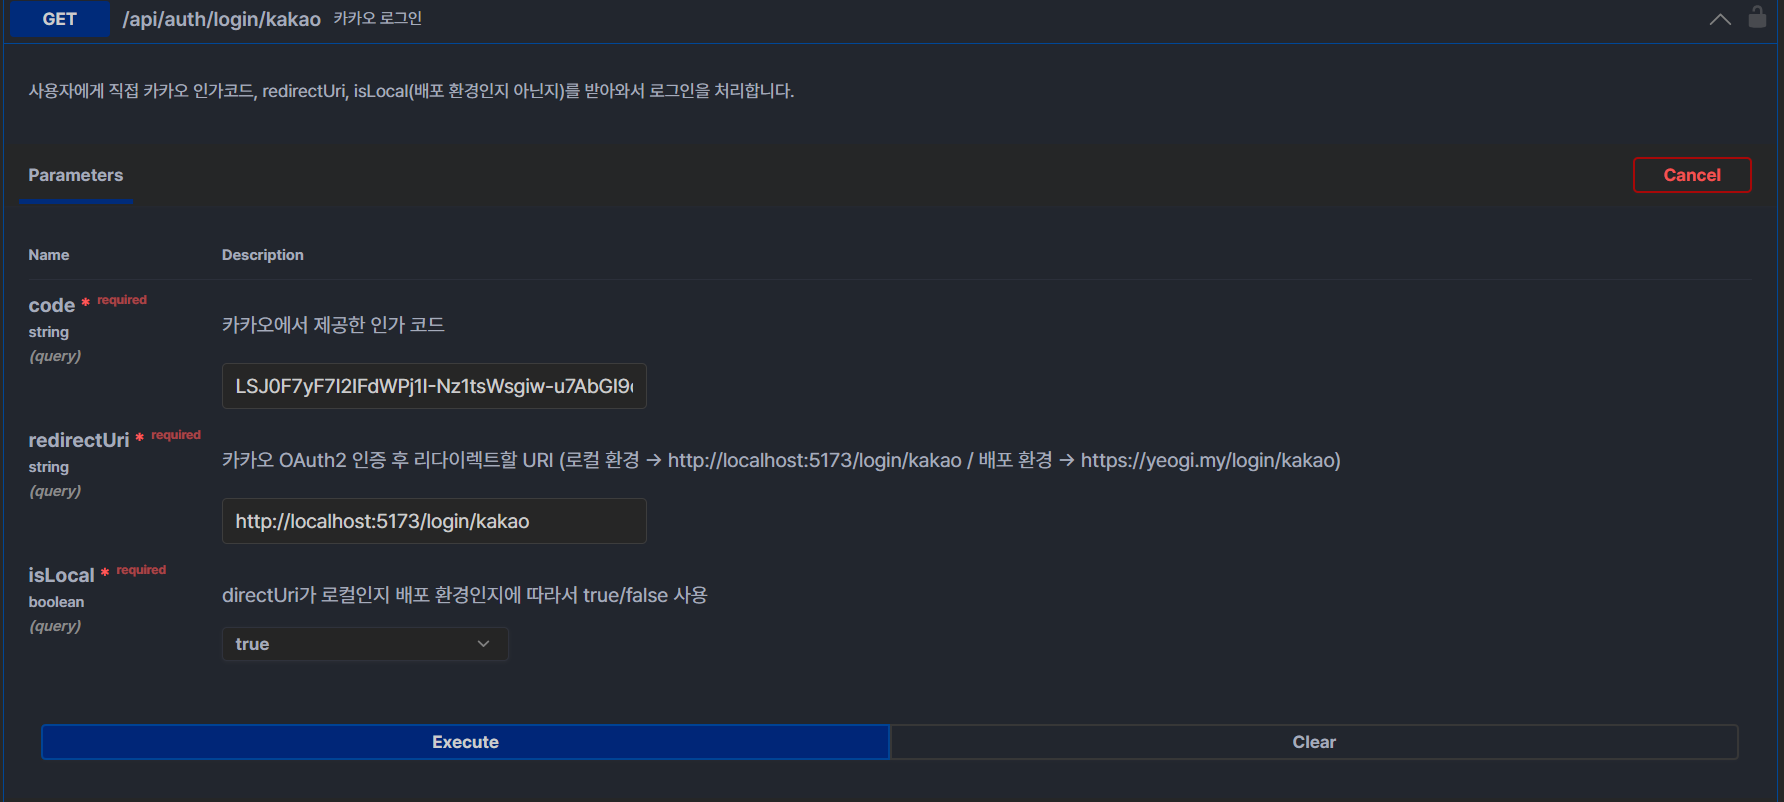 GET /api/auth/login/kakao 카카오 로그인
사용자에게 직접 카카오 인가코드, redirectUri, isLocal(배포 환경인지 아닌지)를 받아와서 로그인을 처리합니다.
Parameters
Cancel
Name Description
code * required
string
(query)
카카오에서 제공한 인가 코드
LSJ0F7yF7I2IFdWPj1I-Nz1tsWsgiw-u7AbGI9
redirectUri * required
string
(query)
카카오 OAuth2 인증 후 리다이렉트할 URI (로컬 환경 → http://localhost:5173/login/kakao / 배포 환경 → https://yeogi.my/login/kakao)
http://localhost:5173/login/kakao
isLocal * required
boolean
(query)
directUri가 로컬인지 배포 환경인지에 따라서 true/false 사용
true
Execute Clear